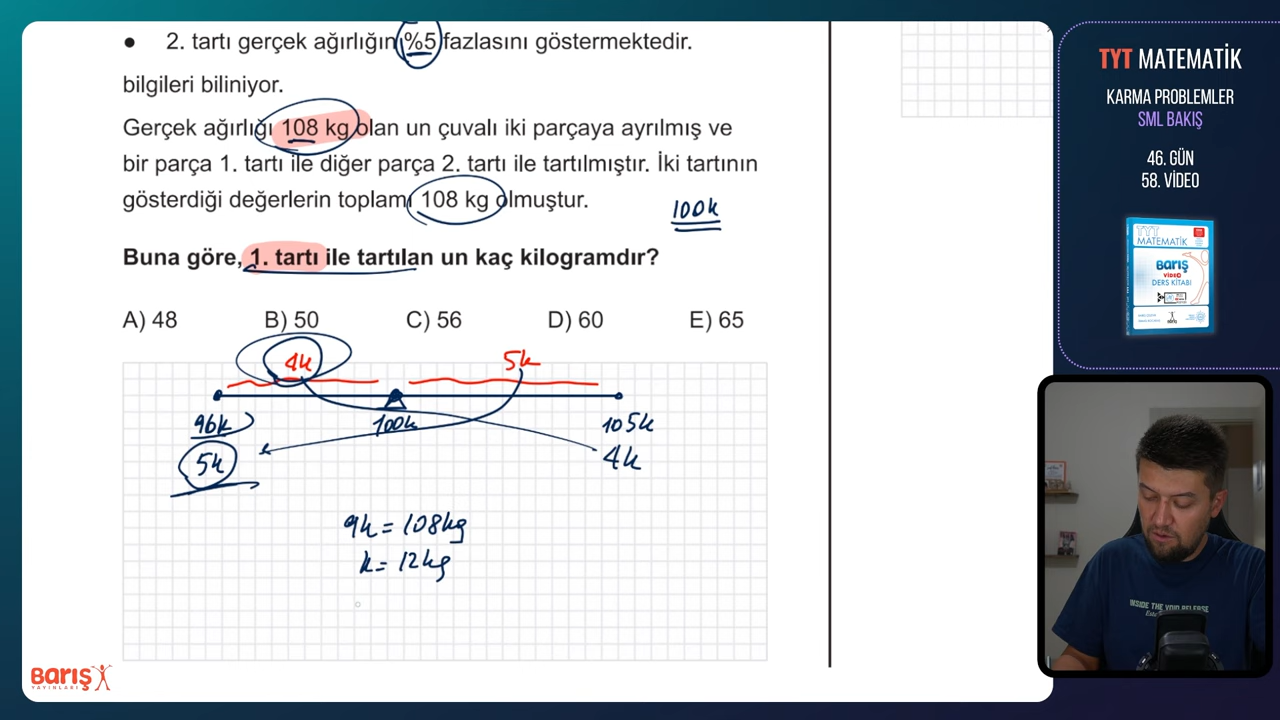 ● 2. tartı gerçek ağırlığın %5 fazlasını göstermektedir.
bilgileri biliniyor.
Gerçek ağırlığı 108 kg olan un çuvalı iki parçaya ayrılmış ve
bir parça 1. tartı ile diğer parça 2. tartı ile tartılmıştır. İki tartının
gösterdiği değerlerin toplamı 108 kg olmuştur.
100k
Buna göre, 1. tartı ile tartılan un kaç kilogramdır?
A) 48 B) 50 C) 56 D) 60 E) 65
4k 5k
96k 100k 105k
5k 4k
9k = 108kg
k = 12kg
BARIŞ
YAYINLARI
TYT MATEMATİK
KARMA PROBLEMLER
SML BAKIŞ
46. GÜN
58. VİDEO
TYT
MATEMATİK
BARIŞ
VİDEO
DERS KİTABI
INSIDE THE VOID RELEASE